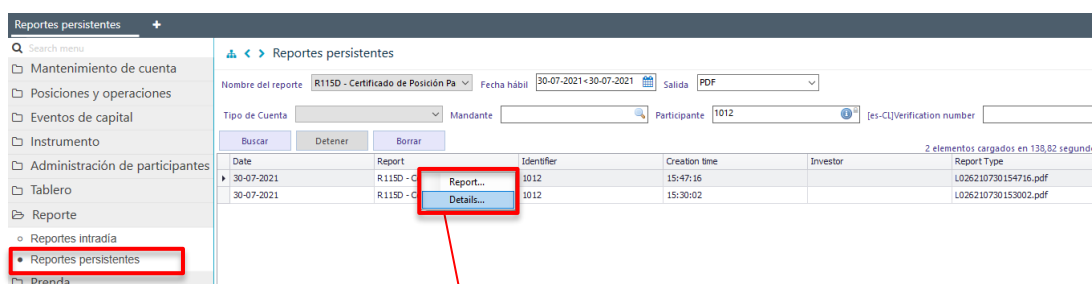 Reportes persistentes +
Search menu
Mantenimiento de cuenta
Posiciones y operaciones
Eventos de capital
Instrumento
Administración de participantes
Tablero
Reporte
Reportes intradía
Reportes persistentes
Prenda
Reportes persistentes
Nombre del reporte R115D - Certificado de Posición Pa Fecha hábil 30-07-2021<30-07-2021 Salida PDF
Tipo de Cuenta Mandante Participante 1012 [es-CL]Verification number
Buscar Detener Borrar
2 elementos cargados en 138,82 segundo
Date Report Identifier Creation time Investor Report Type
30-07-2021 R115D - C 1012 15:47:16 L026210730154716.pdf
30-07-2021 R115D - C 1012 15:30:02 L026210730153002.pdf
Report...
Details...